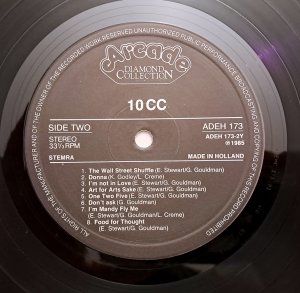 ALL RIGHTS OF THE MANUFACTURER AND OF THE OWNER OF THE RECORDED WORK RESERVED UNAUTHORIZED PUBLIC PERFORMANCE BROADCASTING AND COPYING OF THIS RECORD PROHIBITED
Arcade
DIAMOND
COLLECTION
10 CC
SIDE TWO
STEREO
33⅓ RPM
ADEH 173
ADEH 173-2Y
℗ 1985
STEMRA
MADE IN HOLLAND
1. The Wall Street Shuffle (E. Stewart/G. Gouldman)
2. Donna (K. Godley/L. Creme)
3. I'm not in Love (E. Stewart/G. Gouldman)
4. Art for Arts Sake (E. Stewart/G. Gouldman)
5. One Two Five (E. Stewart/G. Gouldman)
6. Don't ask (G. Gouldman)
7. I'm Mandy Fly Me
(E. Stewart/G. Gouldman/L. Creme)
8. Food for Thought
(E. Stewart/G. Gouldman)